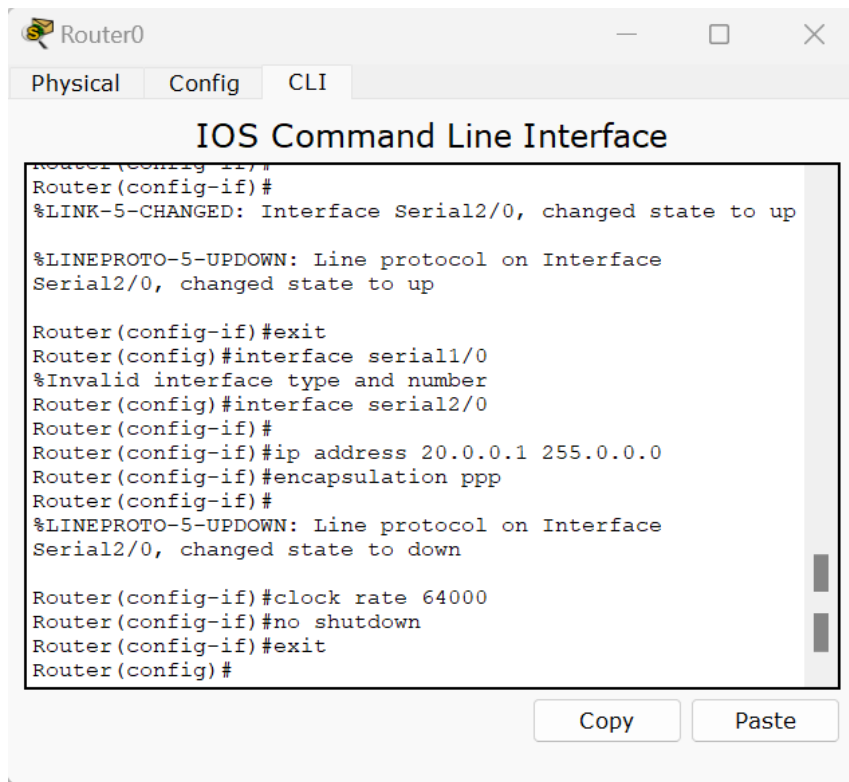 Router0
Physical Config CLI
IOS Command Line Interface
Router(config-if)#
Router(config-if)#
%LINK-5-CHANGED: Interface Serial2/0, changed state to up
%LINEPROTO-5-UPDOWN: Line protocol on Interface
Serial2/0, changed state to up
Router(config-if)#exit
Router(config)#interface serial1/0
%Invalid interface type and number
Router(config)#interface serial2/0
Router(config-if)#
Router(config-if)#ip address 20.0.0.1 255.0.0.0
Router(config-if)#encapsulation ppp
Router(config-if)#
%LINEPROTO-5-UPDOWN: Line protocol on Interface
Serial2/0, changed state to down
Router(config-if)#clock rate 64000
Router(config-if)#no shutdown
Router(config-if)#exit
Router(config)#
Copy Paste